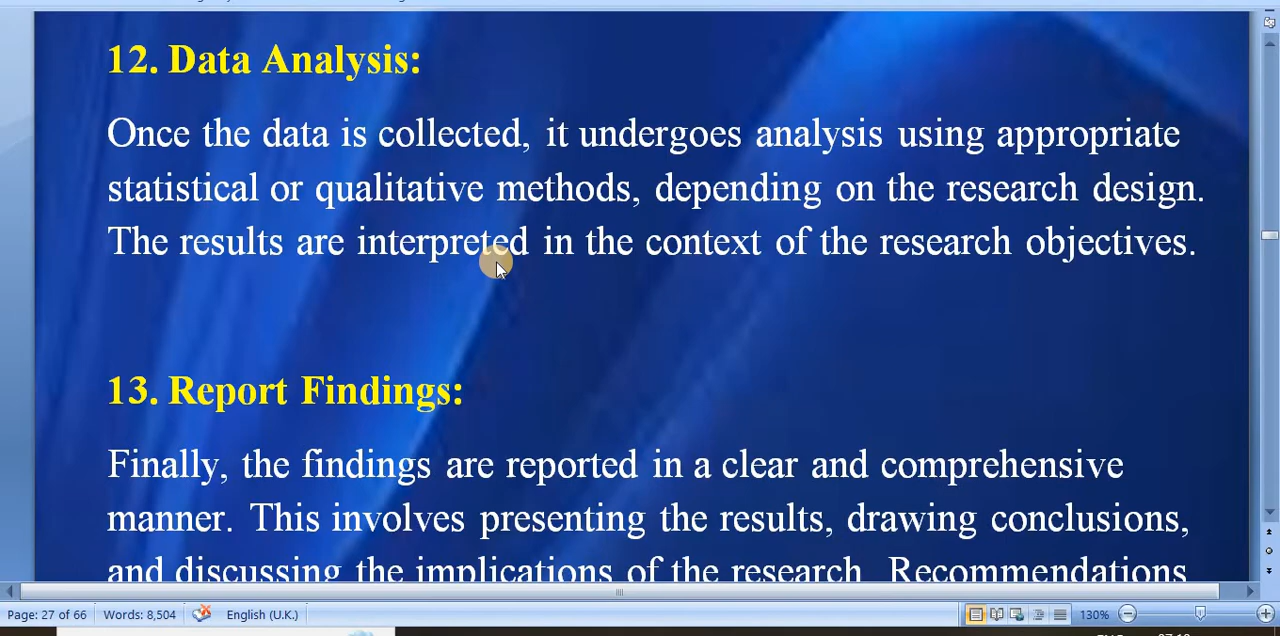 12. Data Analysis:
Once the data is collected, it undergoes analysis using appropriate
statistical or qualitative methods, depending on the research design.
The results are interpreted in the context of the research objectives.
13. Report Findings:
Finally, the findings are reported in a clear and comprehensive
manner. This involves presenting the results, drawing conclusions,
and discussing the implications of the research. Recommendations
Page: 27 of 66 Words: 8,504 English (U.K.) 130%